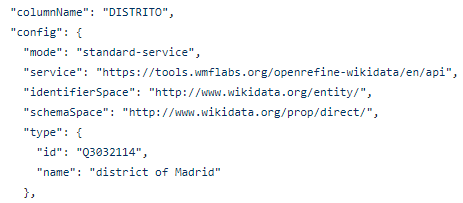 "columnName": "DISTRITO",
"config": {
"mode": "standard-service",
"service": "https://tools.wmflabs.org/openrefine-wikidata/en/api",
"identifierSpace": "http://www.wikidata.org/entity/",
"schemaSpace": "http://www.wikidata.org/prop/direct/",
"type": {
"id": "Q3032114",
"name": "district of Madrid"
},